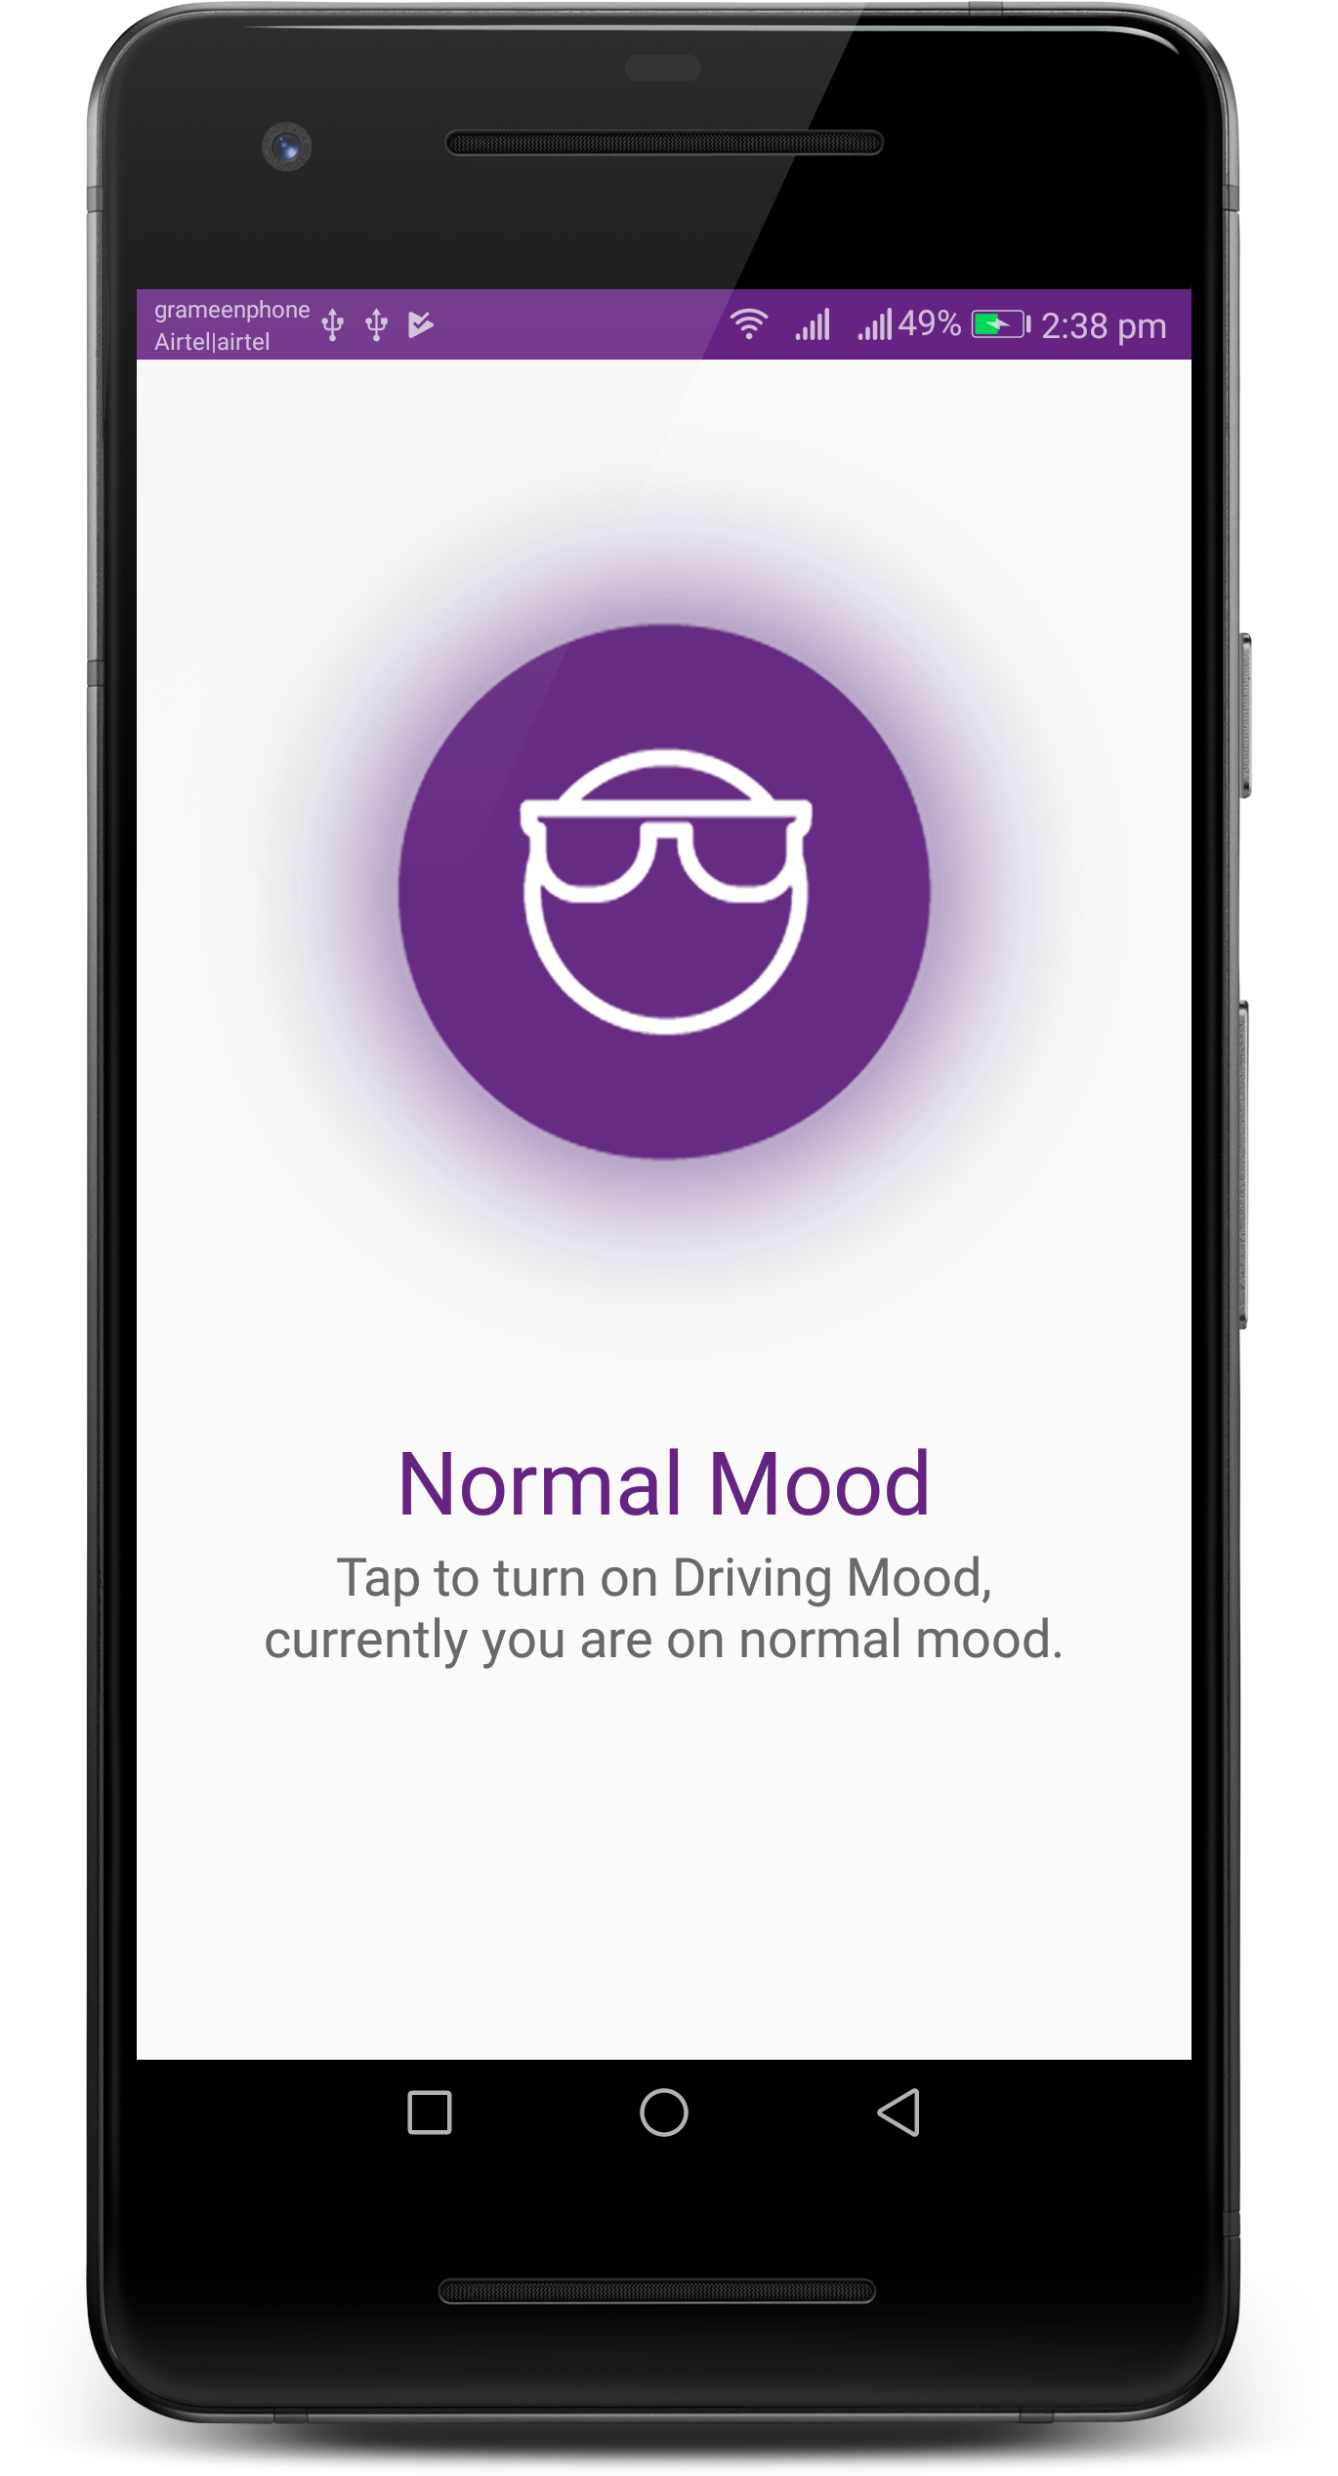 grameenphone
Airtel|airtel
49% 2:38 pm
Normal Mood
Tap to turn on Driving Mood,
currently you are on normal mood.